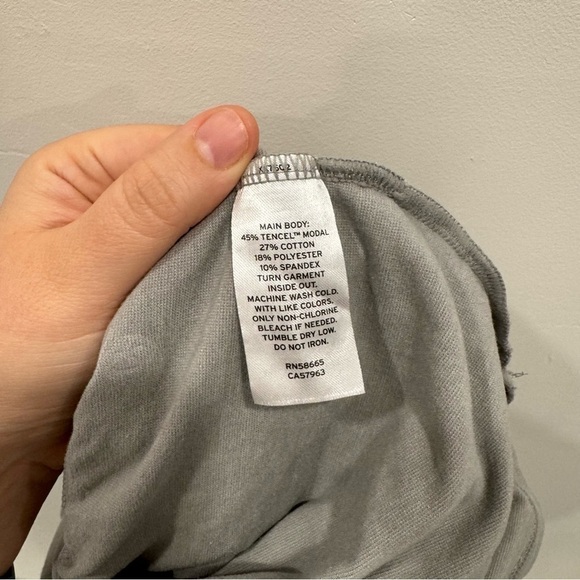 MAIN BODY:
45% TENCEL™ MODAL
27% COTTON
18% POLYESTER
10% SPANDEX
TURN GARMENT
INSIDE OUT.
MACHINE WASH COLD.
WITH LIKE COLORS.
ONLY NON-CHLORINE
BLEACH IF NEEDED.
TUMBLE DRY LOW.
DO NOT IRON.
RN58665
CA57963